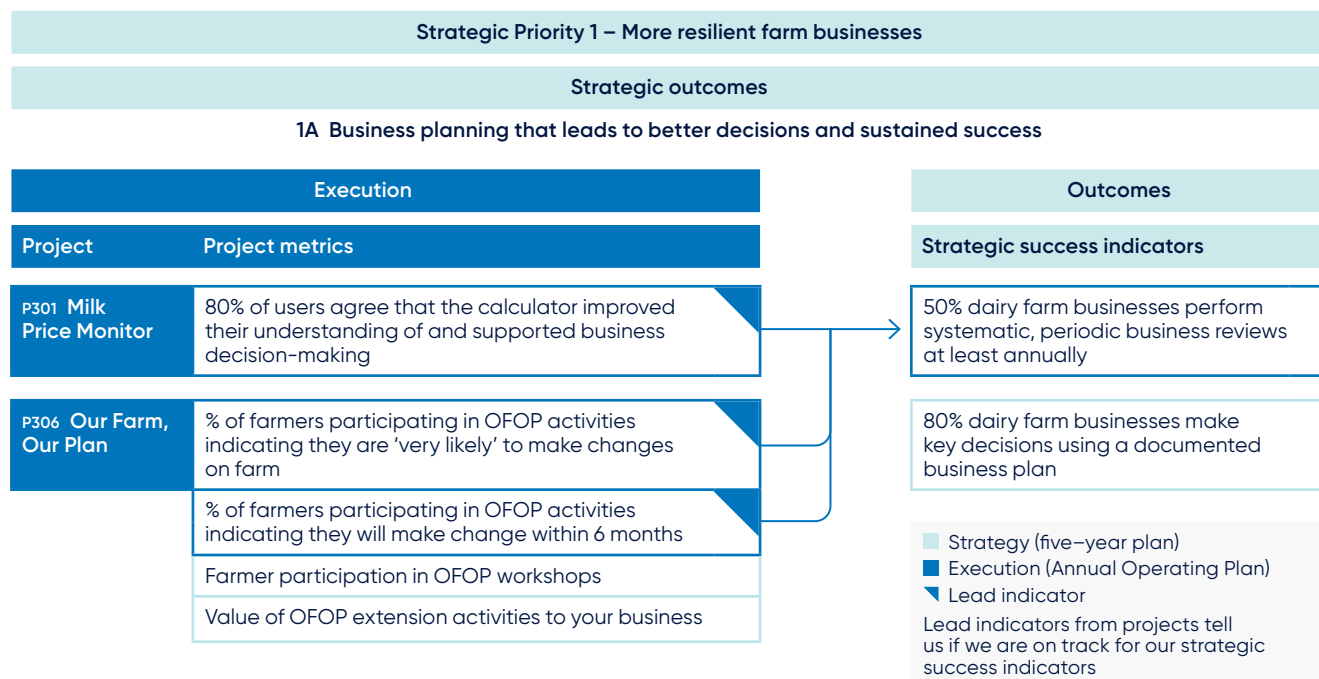 Strategic Priority 1 – More resilient farm businesses
Strategic outcomes
1A Business planning that leads to better decisions and sustained success
Execution
Project
Project metrics
P301 Milk
Price Monitor
80% of users agree that the calculator improved
their understanding of and supported business
decision-making
P306 Our Farm,
Our Plan
% of farmers participating in OFOP activities
indicating they are ‘very likely’ to make changes
on farm
% of farmers participating in OFOP activities
indicating they will make change within 6 months
Farmer participation in OFOP workshops
Value of OFOP extension activities to your business
Outcomes
Strategic success indicators
50% dairy farm businesses perform
systematic, periodic business reviews
at least annually
80% dairy farm businesses make
key decisions using a documented
business plan
Strategy (five–year plan)
Execution (Annual Operating Plan)
Lead indicator
Lead indicators from projects tell
us if we are on track for our strategic
success indicators